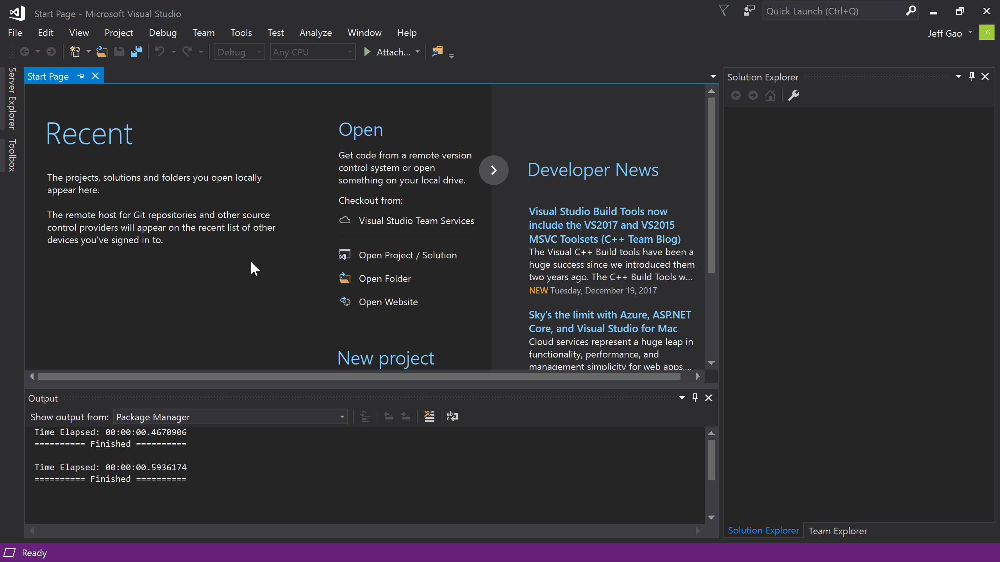 Start Page - Microsoft Visual Studio
Quick Launch (Ctrl+Q)
File Edit View Project Debug Team Tools Test Analyze Window Help
Jeff Gao
JG
Debug
Any CPU
Attach...
Server Explorer
Toolbox
Start Page
Recent
The projects, solutions and folders you open locally
appear here.
The remote host for Git repositories and other source
control providers will appear on the recent list of other
devices you've signed in to.
Open
Get code from a remote version
control system or open
something on your local drive.
Checkout from:
Visual Studio Team Services
Open Project / Solution
Open Folder
Open Website
New project
Developer News
Visual Studio Build Tools now
include the VS2017 and VS2015
MSVC Toolsets (C++ Team Blog)
The Visual C++ Build tools have been a
huge success since we introduced them
two years ago. The C++ Build Tools w...
NEW Tuesday, December 19, 2017
Sky's the limit with Azure, ASP.NET
Core, and Visual Studio for Mac
Cloud services represent a huge leap in
functionality, performance, and
management simplicity for web apps....
Output
Show output from: Package Manager
Time Elapsed: 00:00:00.4670906
========== Finished ==========
Time Elapsed: 00:00:00.5936174
========== Finished ==========
Solution Explorer
Solution Explorer
Team Explorer
Ready